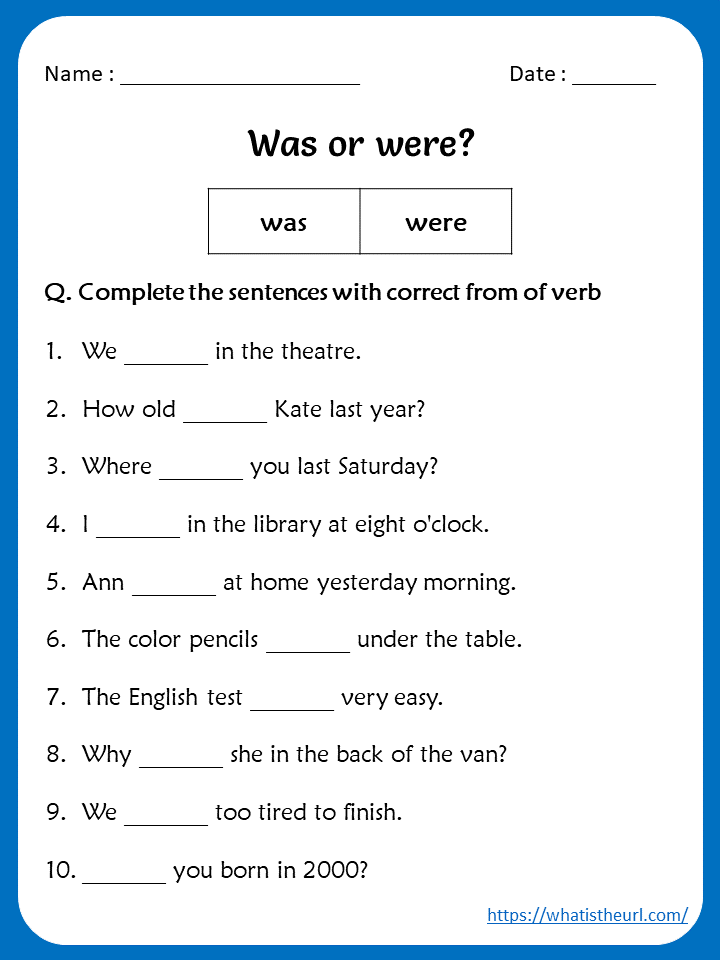 Name : ____________________ Date : _______
Was or were?
was were
Q. Complete the sentences with correct from of verb
1. We _______ in the theatre.
2. How old _______ Kate last year?
3. Where _______ you last Saturday?
4. I _______ in the library at eight o'clock.
5. Ann _______ at home yesterday morning.
6. The color pencils _______ under the table.
7. The English test _______ very easy.
8. Why _______ she in the back of the van?
9. We _______ too tired to finish.
10. _______ you born in 2000?
https://whatistheurl.com/